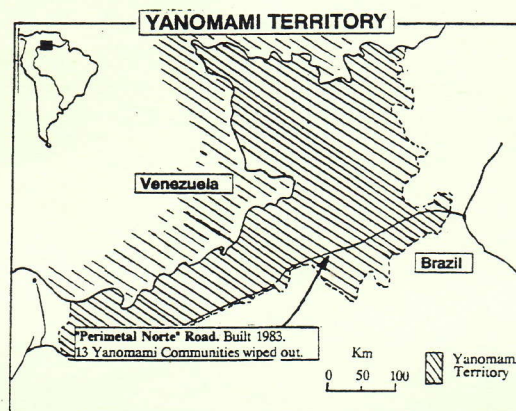 YANOMAMI TERRITORY
Venezuela
Brazil
"Perimetal Norte" Road. Built 1983.
13 Yanomami Communities wiped out.
Km
0 50 100
Yanomami
Territory